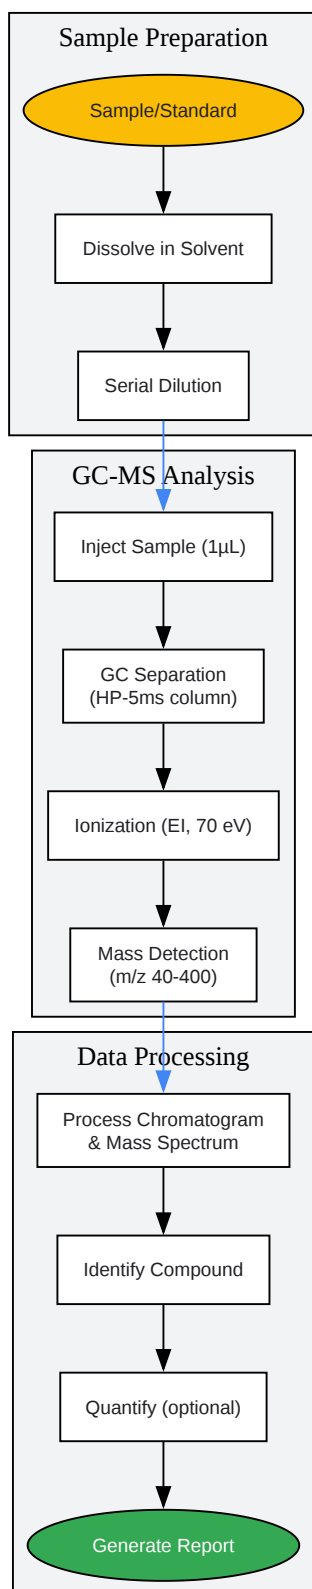 Sample Preparation
Sample/Standard
Dissolve in Solvent
Serial Dilution
GC-MS Analysis
Inject Sample (1µL)
GC Separation
(HP-5ms column)
Ionization (EI, 70 eV)
Mass Detection
(m/z 40-400)
Data Processing
Process Chromatogram
& Mass Spectrum
Identify Compound
Quantify (optional)
Generate Report